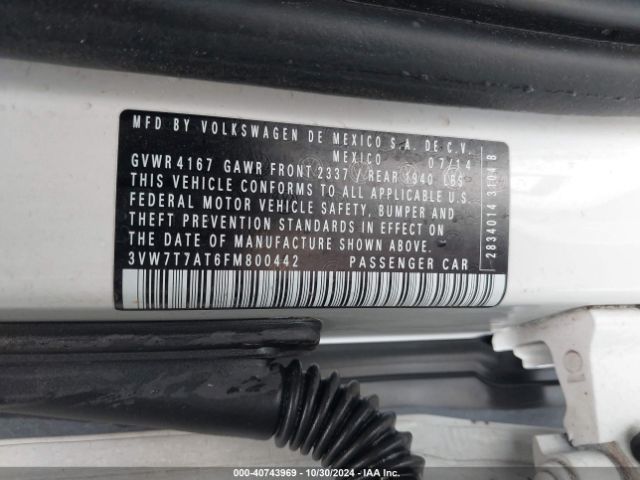 MFD BY VOLKSWAGEN DE MEXICO S.A. DE C.V.
MEXICO 07/14
GVWR 4167 GAWR FRONT 2337 / REAR 1940 LBS
THIS VEHICLE CONFORMS TO ALL APPLICABLE U.S.
FEDERAL MOTOR VEHICLE SAFETY, BUMPER AND
THEFT PREVENTION STANDARDS IN EFFECT ON
THE DATE OF MANUFACTURE SHOWN ABOVE.
3VW7T7AT6FM800442 PASSENGER CAR
2834014 3104 B
000-40743969 - 10/30/2024 - IAA Inc.